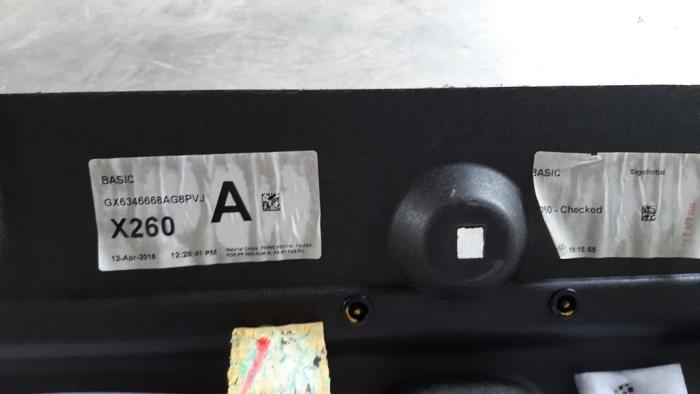 BASIC
GX6346668AG8PVJ
A
X260
12-Apr-2016 12:28:41 PM
BASIC
Sign/Initial
- Checked